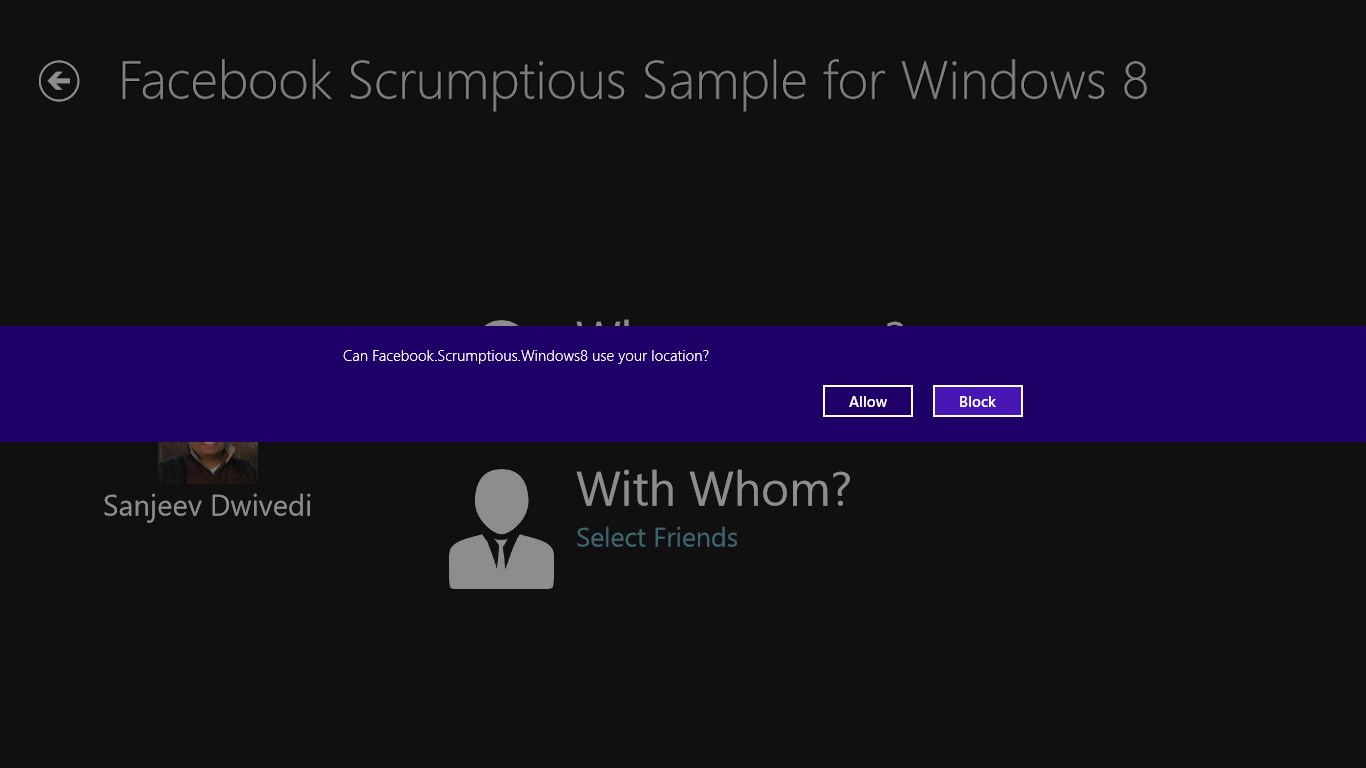 Facebook Scrumptious Sample for Windows 8
Can Facebook.Scrumptious.Windows8 use your location?
Allow
Block
Sanjeev Dwivedi
With Whom?
Select Friends